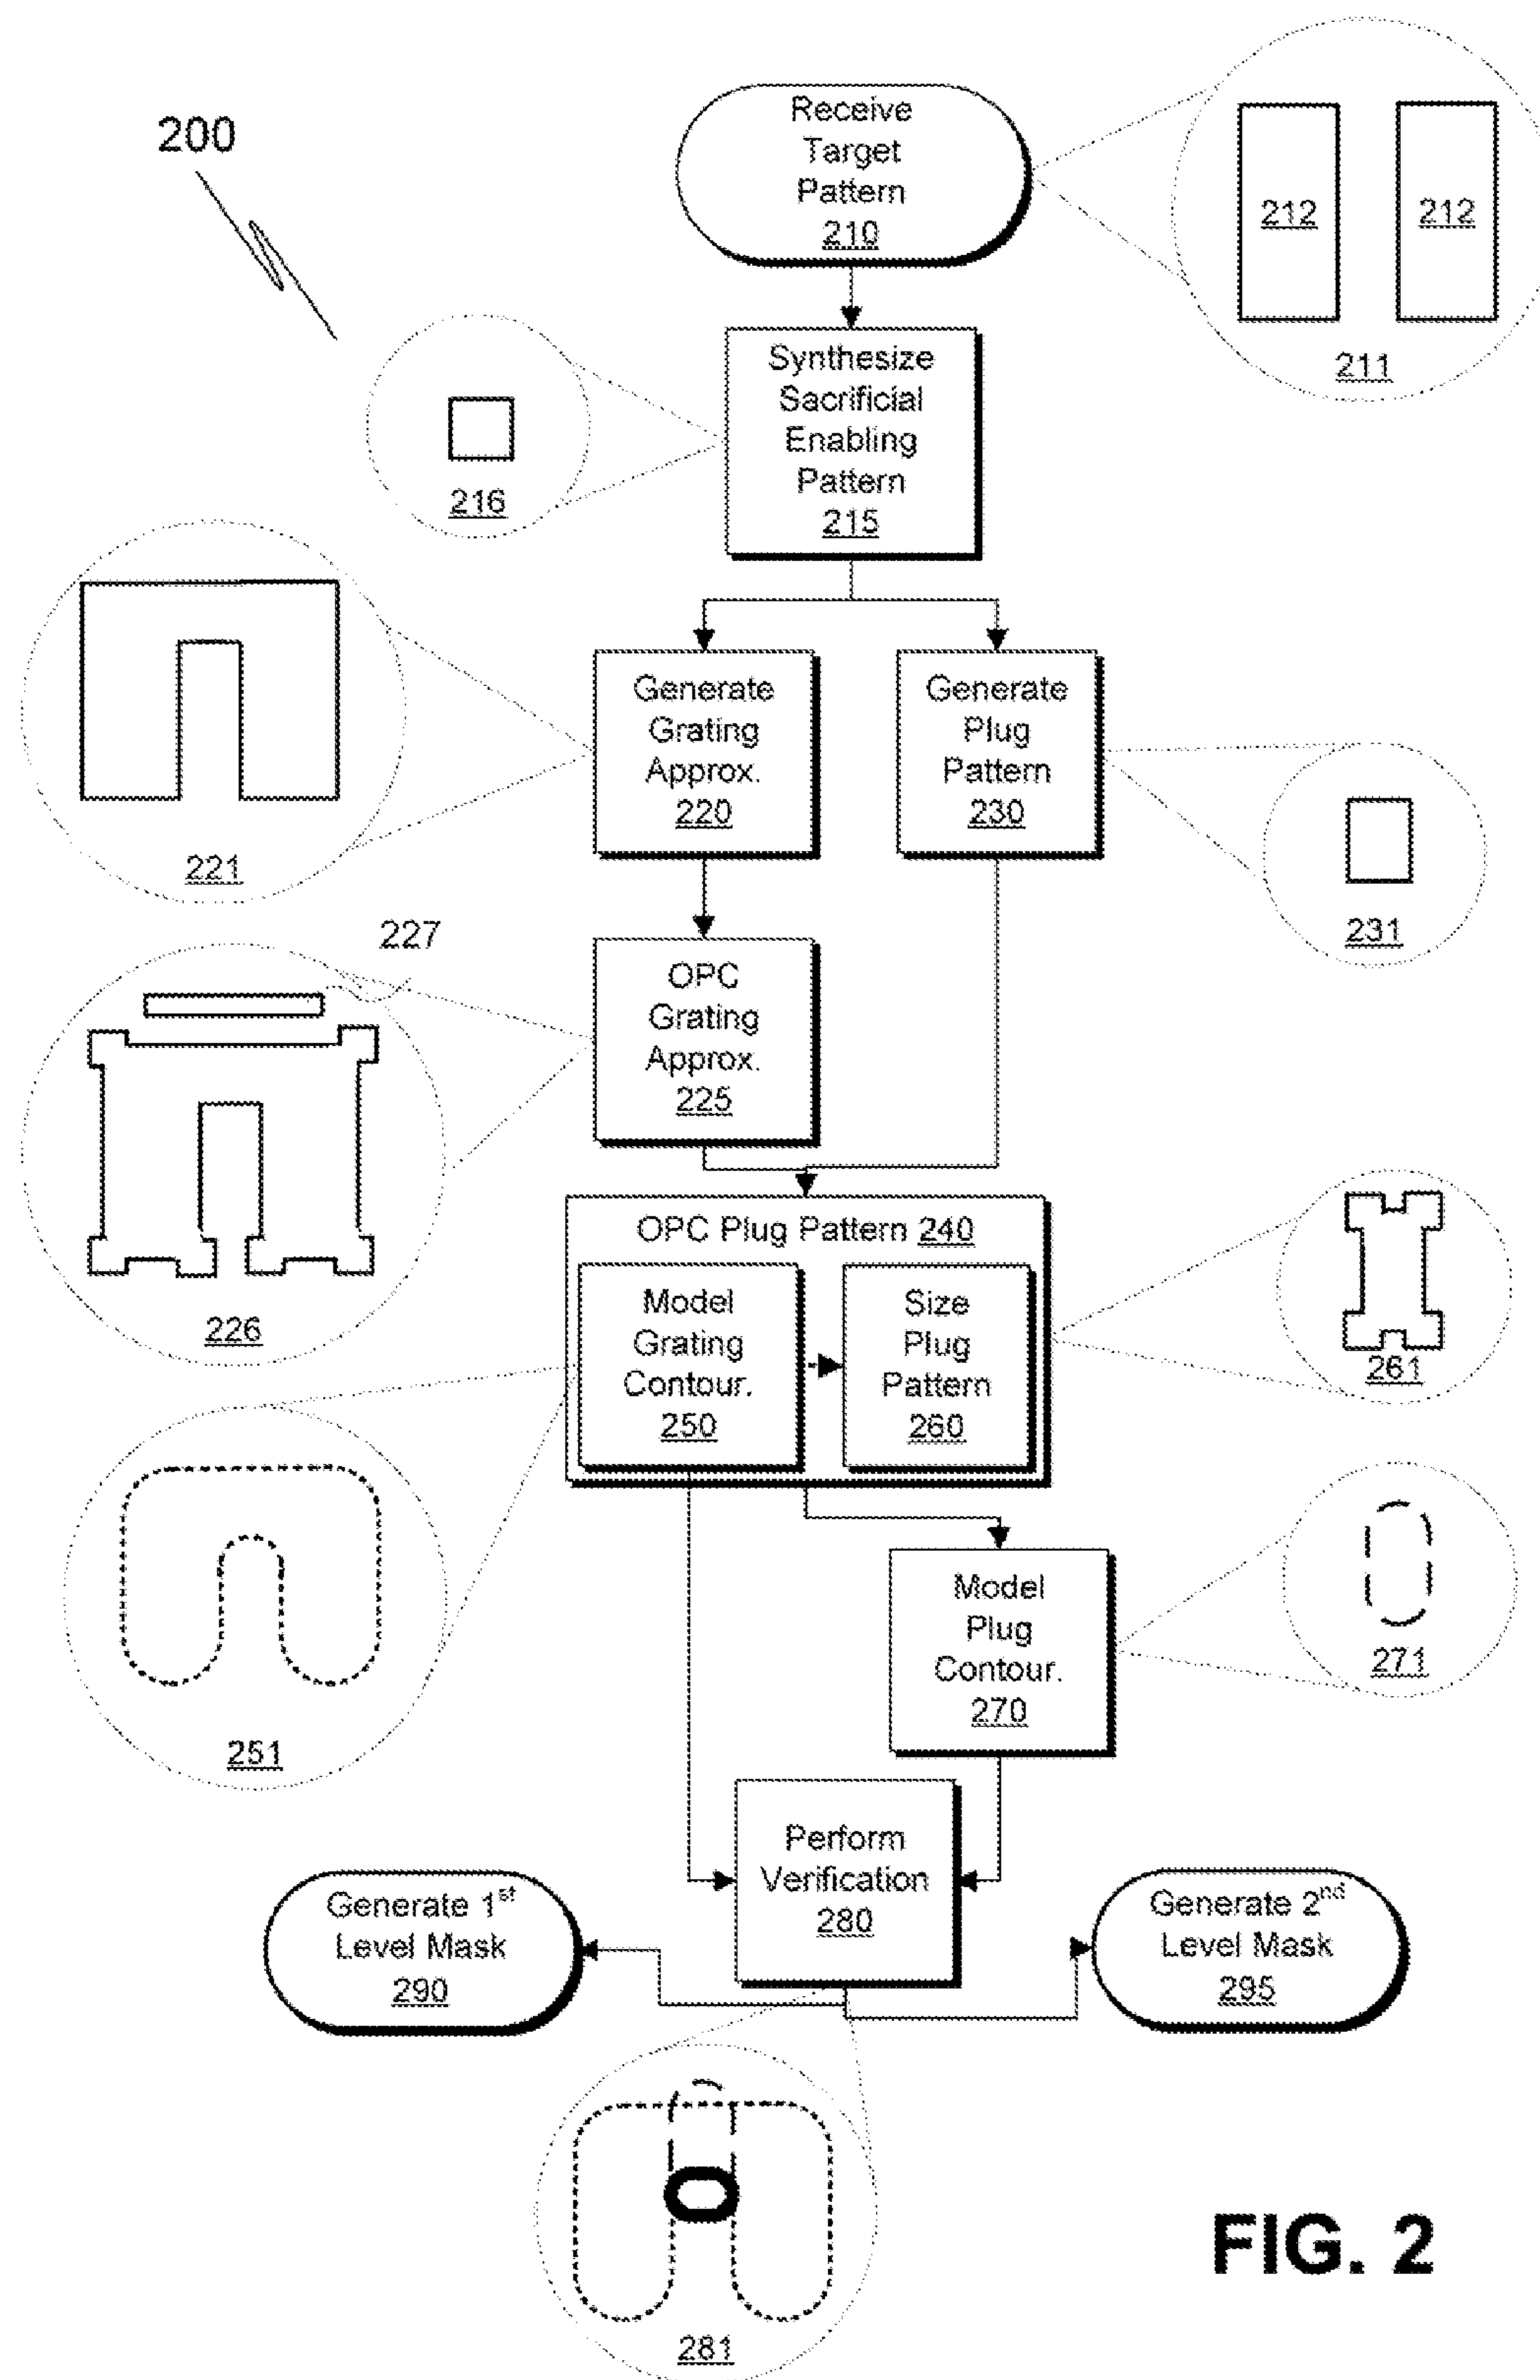 200
Receive
Target
Pattern
210
212
212
211
Synthesize
Sacrificial
Enabling
Pattern
215
216
221
Generate
Grating
Approx.
220
Generate
Plug
Pattern
230
231
227
OPC
Grating
Approx.
225
226
OPC Plug Pattern 240
Model
Grating
Contour.
250
Size
Plug
Pattern
260
261
251
Model
Plug
Contour.
270
271
Perform
Verification
280
Generate 1st
Level Mask
290
Generate 2nd
Level Mask
295
281
FIG. 2